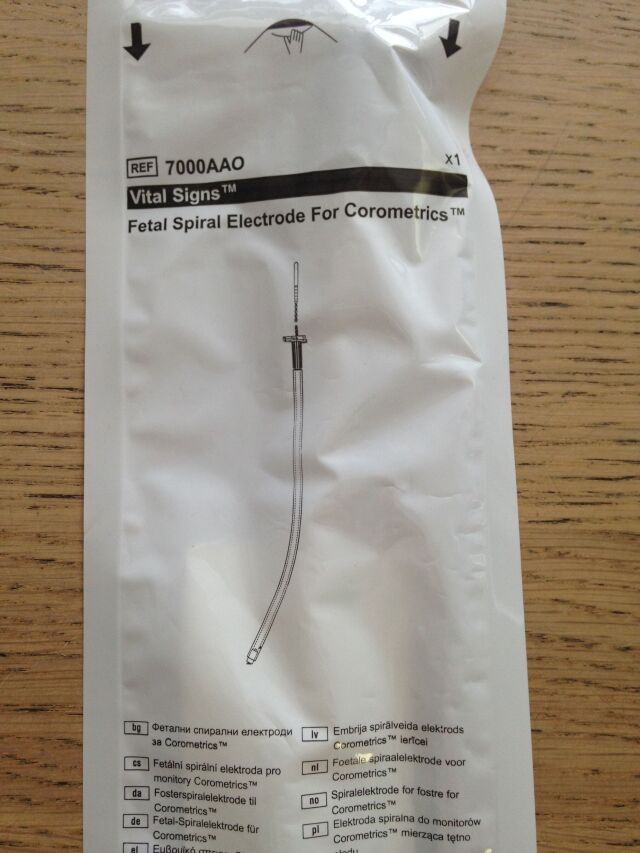 REF 7000AAO X1
Vital Signs™
Fetal Spiral Electrode For Corometrics™
bg Фетални спирални електроди
за Corometrics™
cs Fetální spirální elektroda pro
monitory Corometrics™
da Fosterspiralelektrode til
Corometrics™
de Fetal-Spiralelektrode für
Corometrics™
el Εμβρυϊκό
lv Embrija spirālveida elektrods
Corometrics™ ierīcei
nl Foetale spiraalelektrode voor
Corometrics™
no Spiralelektrode for fostre for
Corometrics™
pl Elektroda spiralna do monitorów
Corometrics™ mierząca tętno
płodu